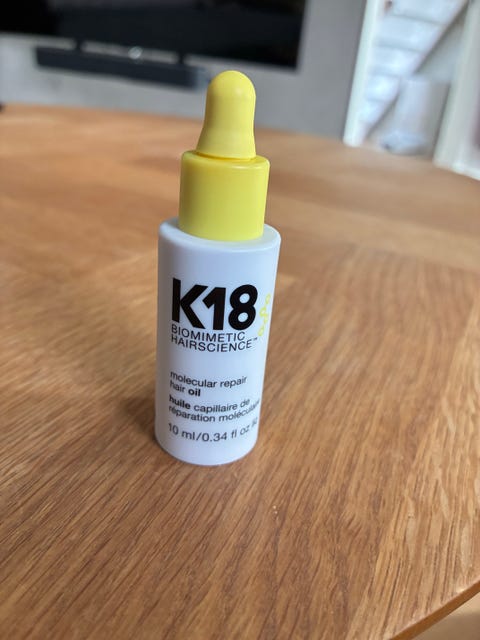 K18
BIOMIMETIC
HAIRSCIENCE™
molecular repair
hair oil
huile capillaire de
réparation moléculaire
10 ml/0.34 fl oz